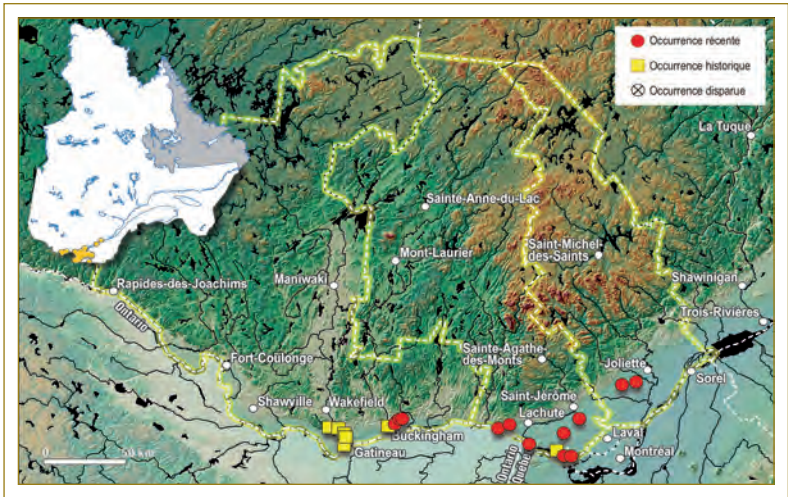 Occurrence récente
Occurrence historique
Occurrence disparue
La Tuque
Sainte-Anne-du-Lac
Saint-Michel-
des-Saints
Mont-Laurier
Maniwaki
Shawinigan
Rapides-des-Joachims
Ontario
Trois-Rivières
Fort-Coulonge
Sainte-Agathe-
des-Monts
Joliette
Sorel
Shawville
Wakefield
Saint-Jérôme
Lachute
Buckingham
Laval
Gatineau
Ontario
Québec
Montréal
0
50 km